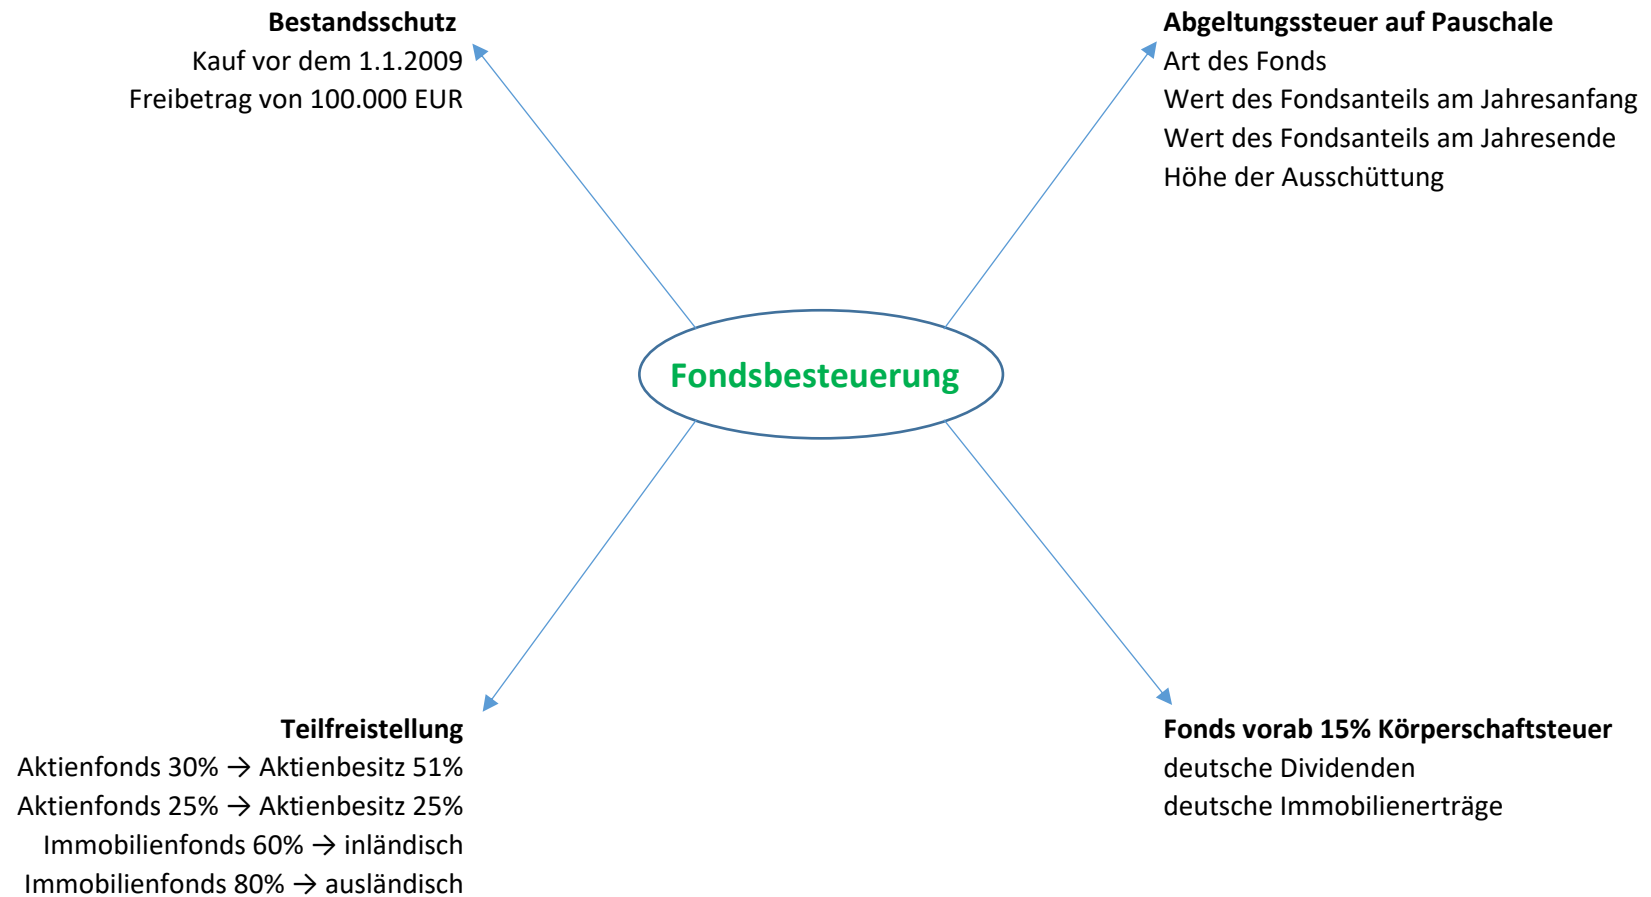 Bestandsschutz
Kauf vor dem 1.1.2009
Freibetrag von 100.000 EUR
Abgeltungssteuer auf Pauschale
Art des Fonds
Wert des Fondsanteils am Jahresanfang
Wert des Fondsanteils am Jahresende
Höhe der Ausschüttung
Fondsbesteuerung
Teilfreistellung
Aktienfonds 30% → Aktienbesitz 51%
Aktienfonds 25% → Aktienbesitz 25%
Immobilienfonds 60% → inländisch
Immobilienfonds 80% → ausländisch
Fonds vorab 15% Körperschaftsteuer
deutsche Dividenden
deutsche Immobilienerträge